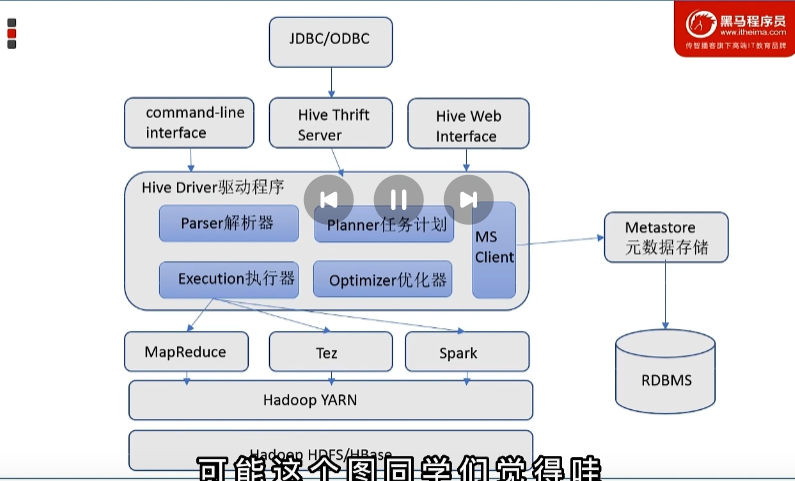 黑马程序员
www.itheima.com
传智播客旗下高端IT教育品牌
JDBC/ODBC
command-line
interface
Hive Thrift
Server
Hive Web
Interface
Hive Driver驱动程序
Parser解析器
Planner任务计划
MS
Client
Execution执行器
Optimizer优化器
Metastore
元数据存储
MapReduce
Tez
Spark
RDBMS
Hadoop YARN
Hadoop HDFS/HBase
可能这个图同学们觉得哇